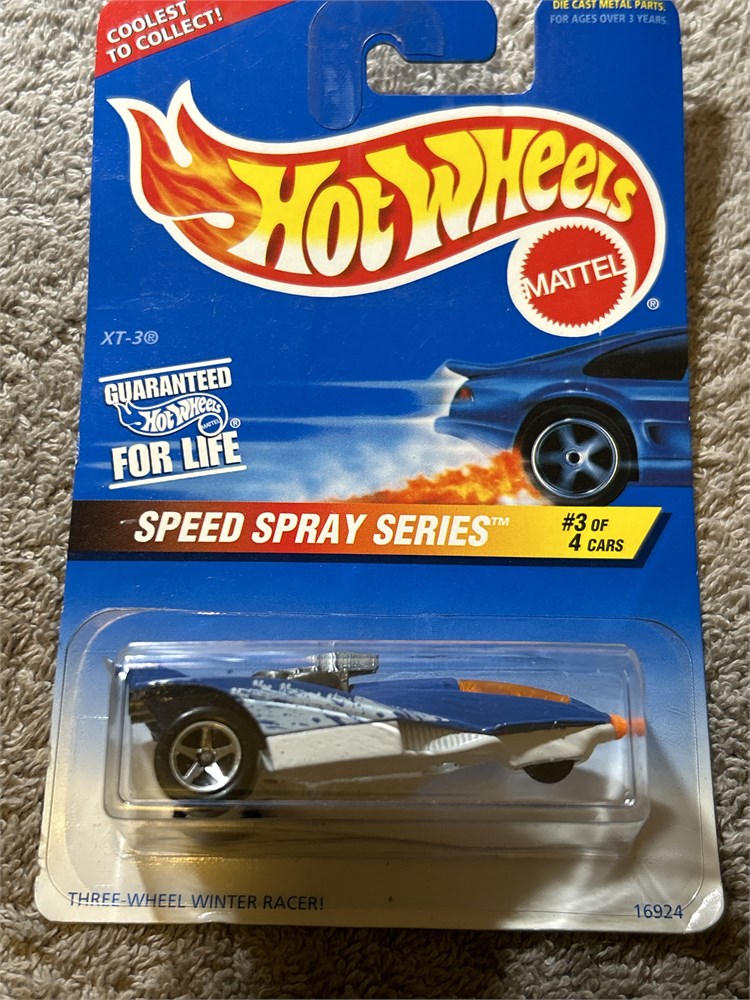 COOLEST
TO COLLECT!
DIE CAST METAL PARTS.
FOR AGES OVER 3 YEARS.
HOT WHEELS
MATTEL
®
XT-3®
GUARANTEED
HOT WHEELS
MATTEL
®
FOR LIFE
SPEED SPRAY SERIES™
#3 OF
4 CARS
THREE-WHEEL WINTER RACER!
16924